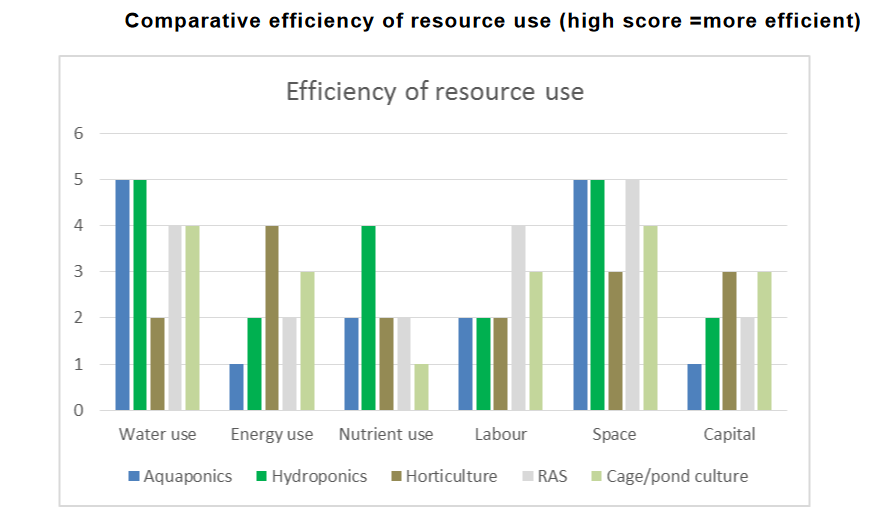 Comparative efficiency of resource use (high score =more efficient)
Efficiency of resource use
6
5
4
3
2
1
0
Water use Energy use Nutrient use Labour Space Capital
Aquaponics Hydroponics Horticulture RAS Cage/pond culture